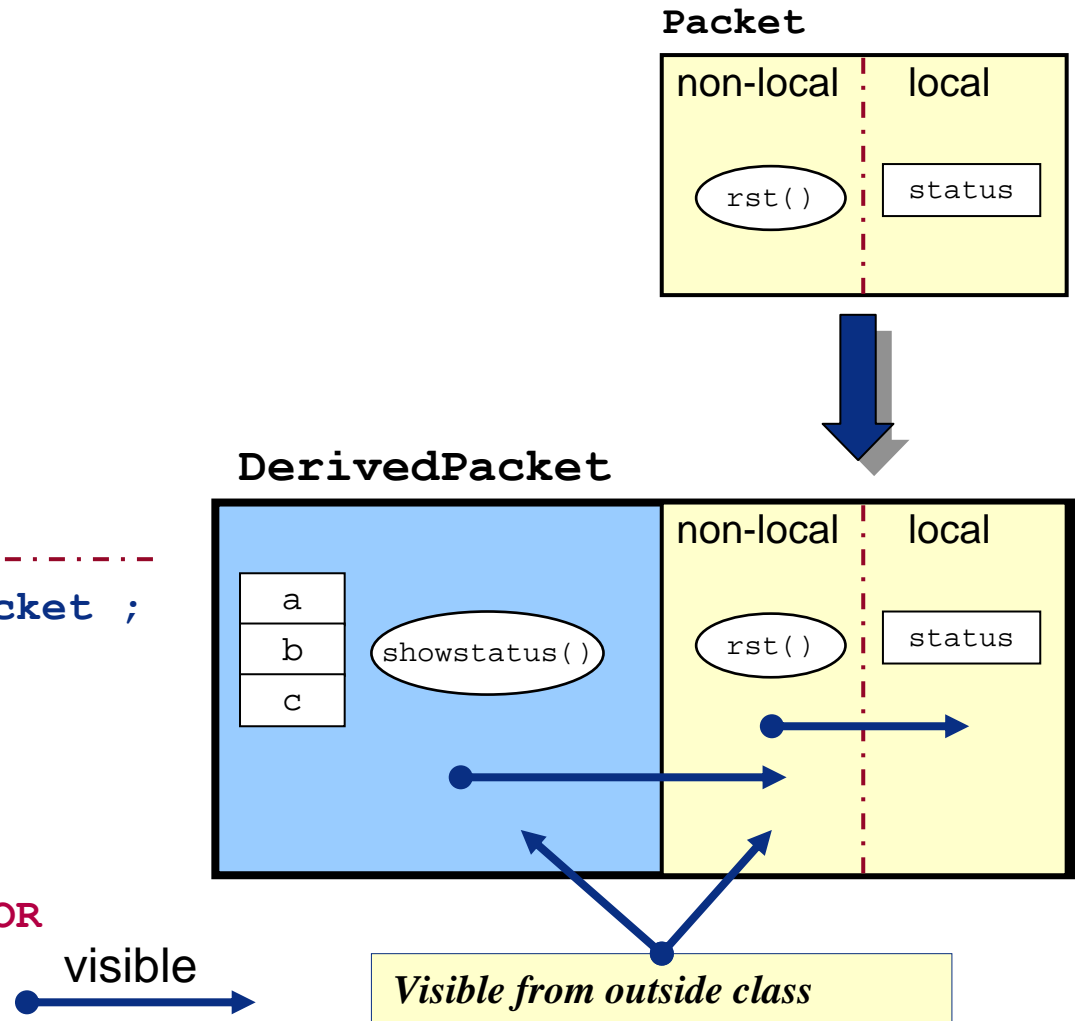 Packet
non-local local
rst() status
DerivedPacket
non-local local
cket ;
a
b
c
showstatus()
rst() status
OR
visible
Visible from outside class